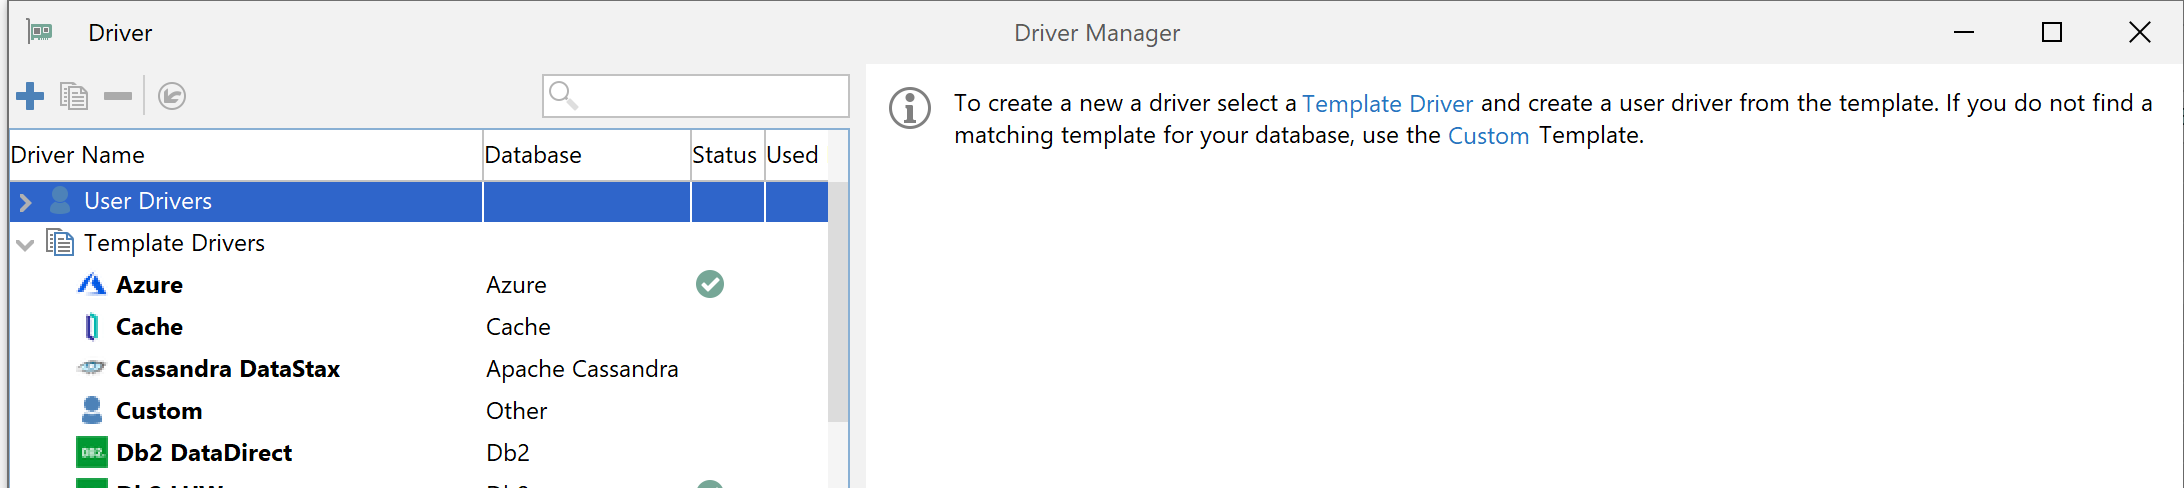 Driver
Driver Manager
To create a new a driver select a Template Driver and create a user driver from the template. If you do not find a
matching template for your database, use the Custom Template.
Driver Name Database Status Used
User Drivers
Template Drivers
Azure Azure
Cache Cache
Cassandra DataStax Apache Cassandra
Custom Other
DB2 Db2 DataDirect Db2